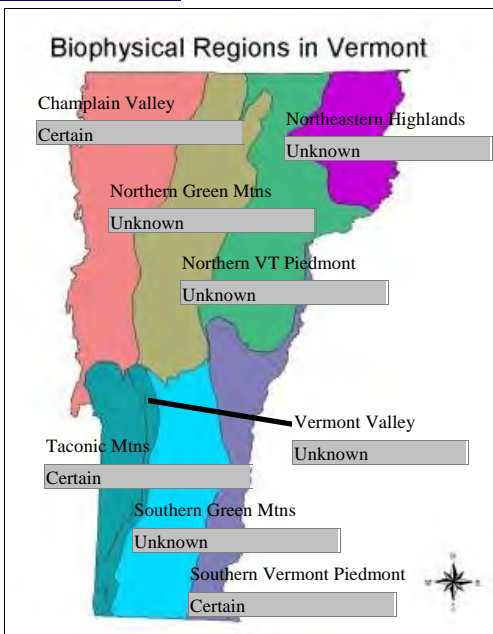 Biophysical Regions in Vermont
Champlain Valley
Certain
Northeastern Highlands
Unknown
Northern Green Mtns
Unknown
Northern VT Piedmont
Unknown
Vermont Valley
Unknown
Taconic Mtns
Certain
Southern Green Mtns
Unknown
Southern Vermont Piedmont
Certain